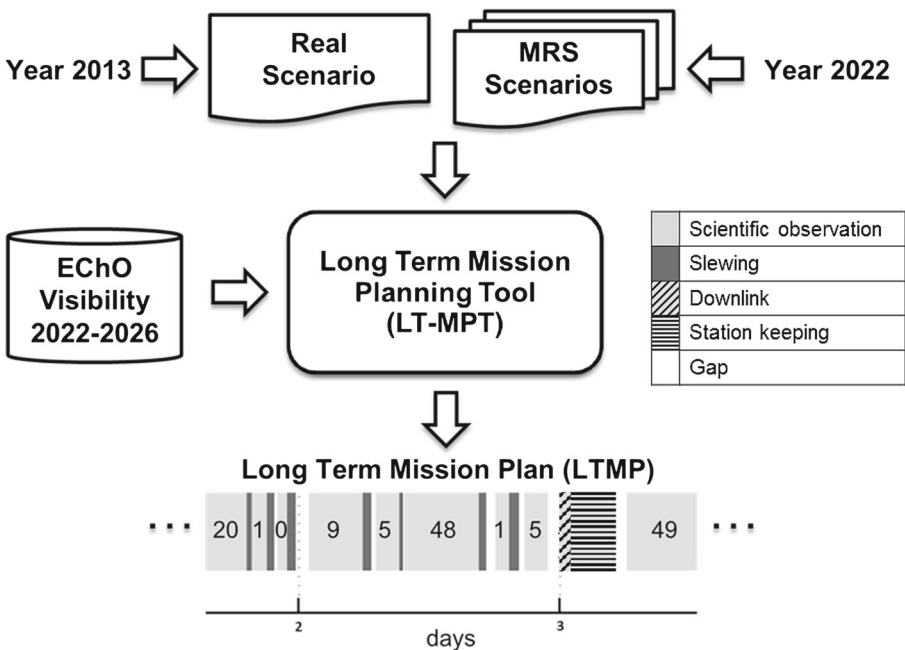 Year 2013
Real
Scenario
MRS
Scenarios
Year 2022
EChO
Visibility
2022-2026
Long Term Mission
Planning Tool
(LT-MPT)
Scientific observation
Slewing
Downlink
Station keeping
Gap
Long Term Mission Plan (LTMP)
... 20 1 0 9 5 48 1 5 49 ...
2 3
days